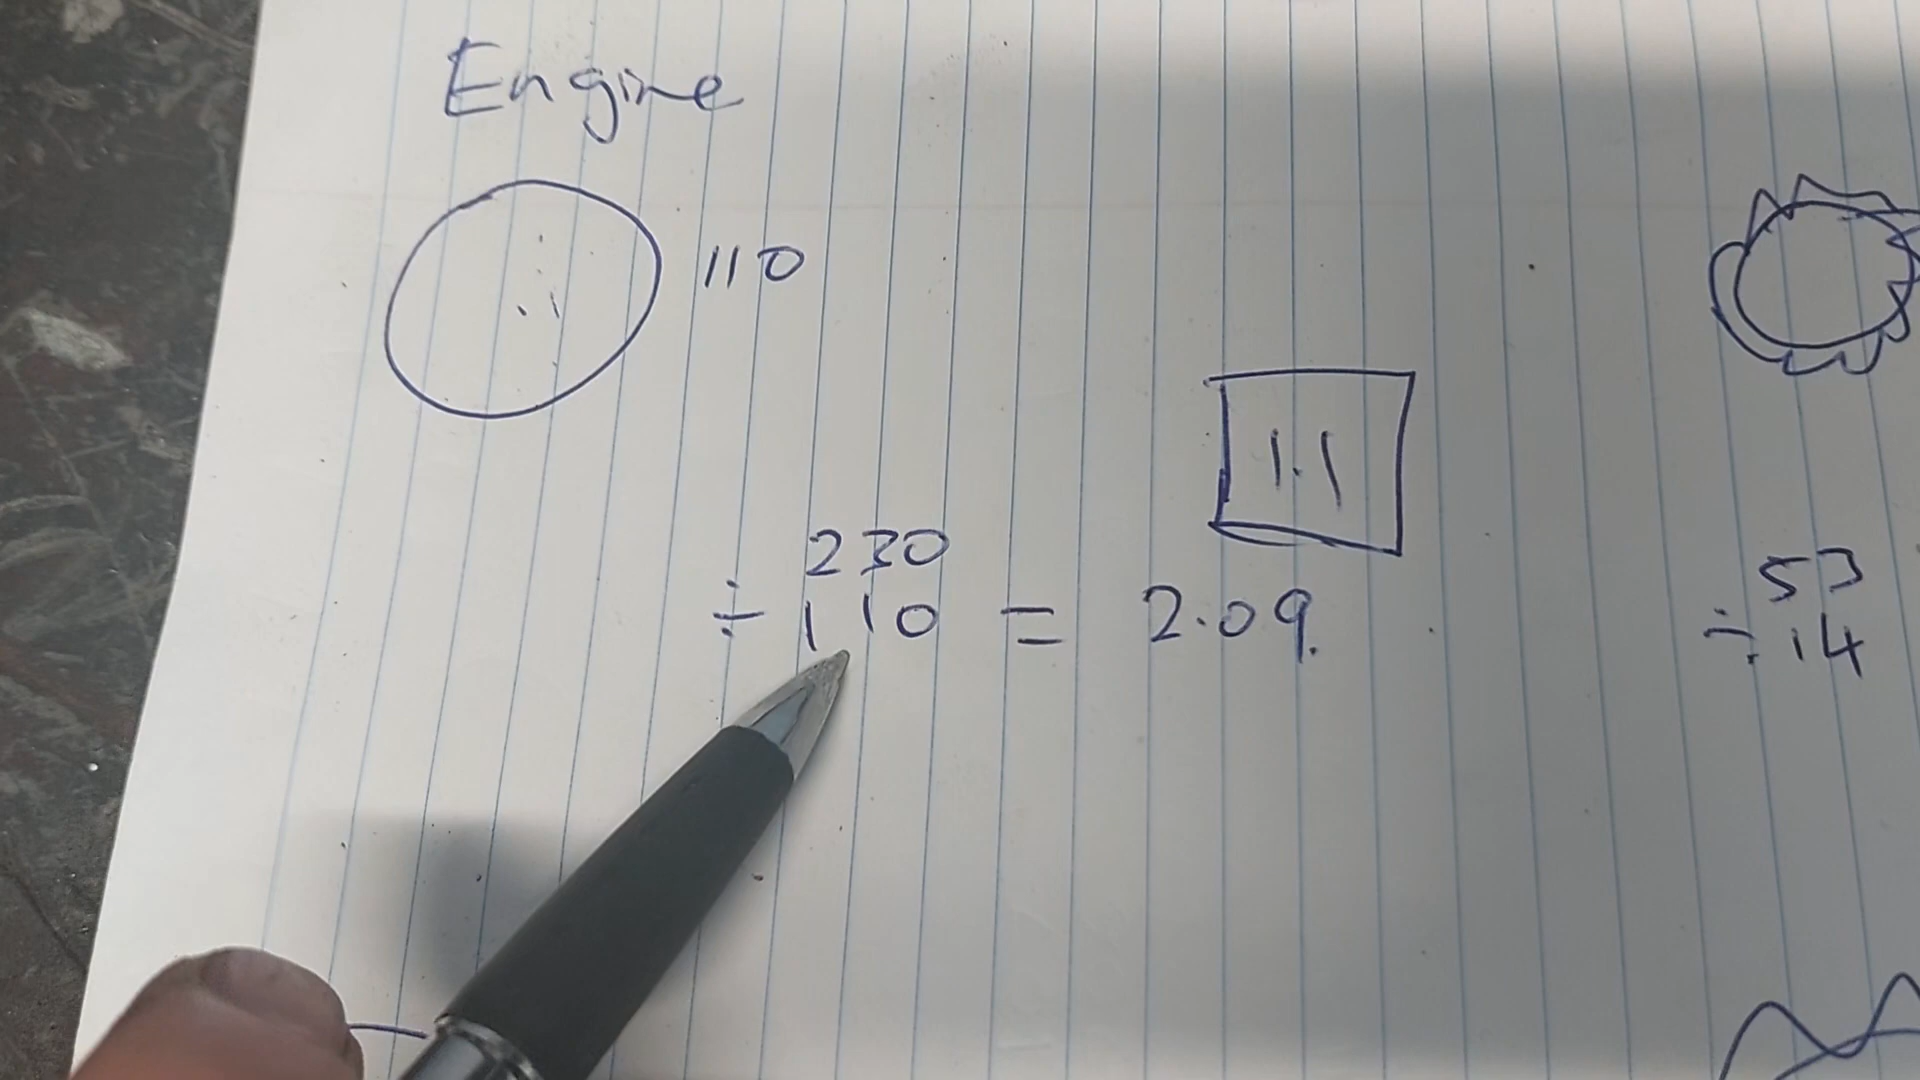 Engine
110
1.1
230
÷ 110 = 2.09.
53
÷ 14